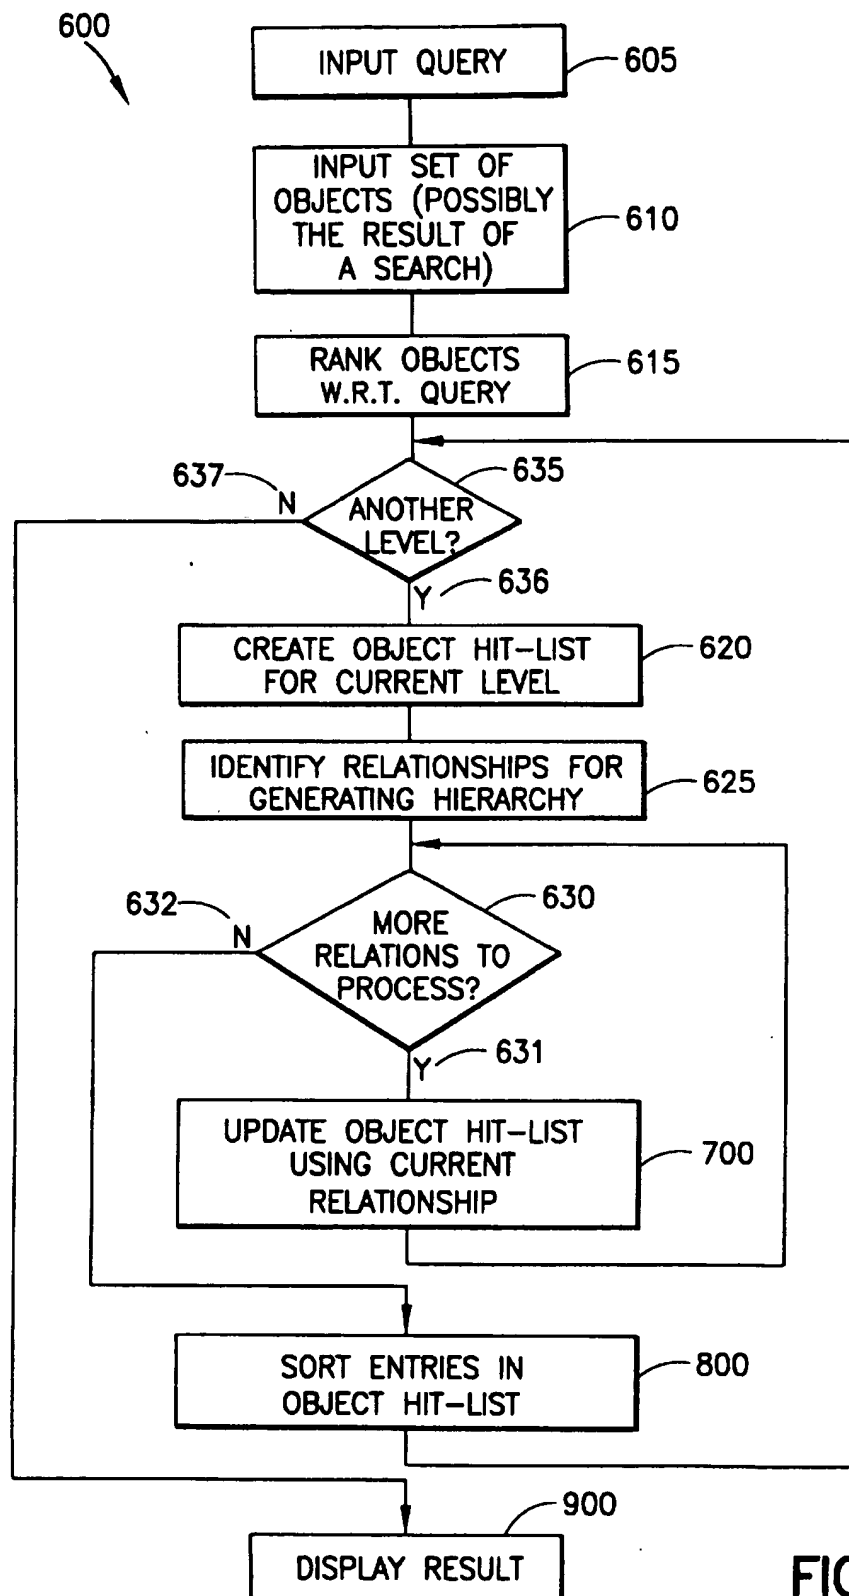 600
INPUT QUERY
605
INPUT SET OF
OBJECTS (POSSIBLY
THE RESULT OF
A SEARCH)
610
RANK OBJECTS
W.R.T. QUERY
615
637
N
635
ANOTHER
LEVEL?
Y
636
CREATE OBJECT HIT-LIST
FOR CURRENT LEVEL
620
IDENTIFY RELATIONSHIPS FOR
GENERATING HIERARCHY
625
632
N
630
MORE
RELATIONS TO
PROCESS?
Y
631
UPDATE OBJECT HIT-LIST
USING CURRENT
RELATIONSHIP
700
SORT ENTRIES IN
OBJECT HIT-LIST
800
900
DISPLAY RESULT
FIG